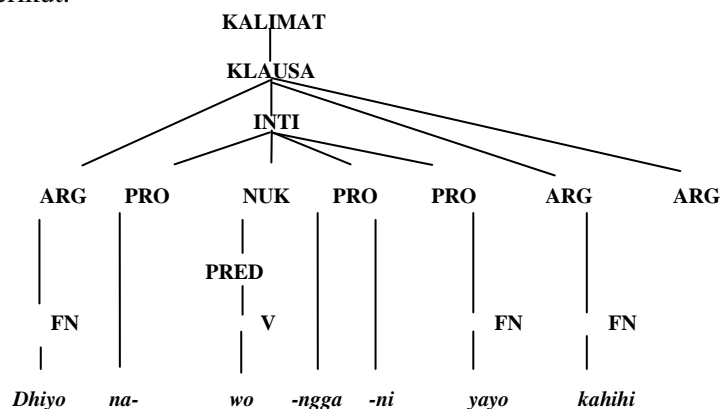 KALIMAT
KLAUSA
INTI
ARG PRO NUK PRO PRO ARG ARG
PRED
FN V FN FN
Dhiyo na- wo -ngga -ni yayo kahihi